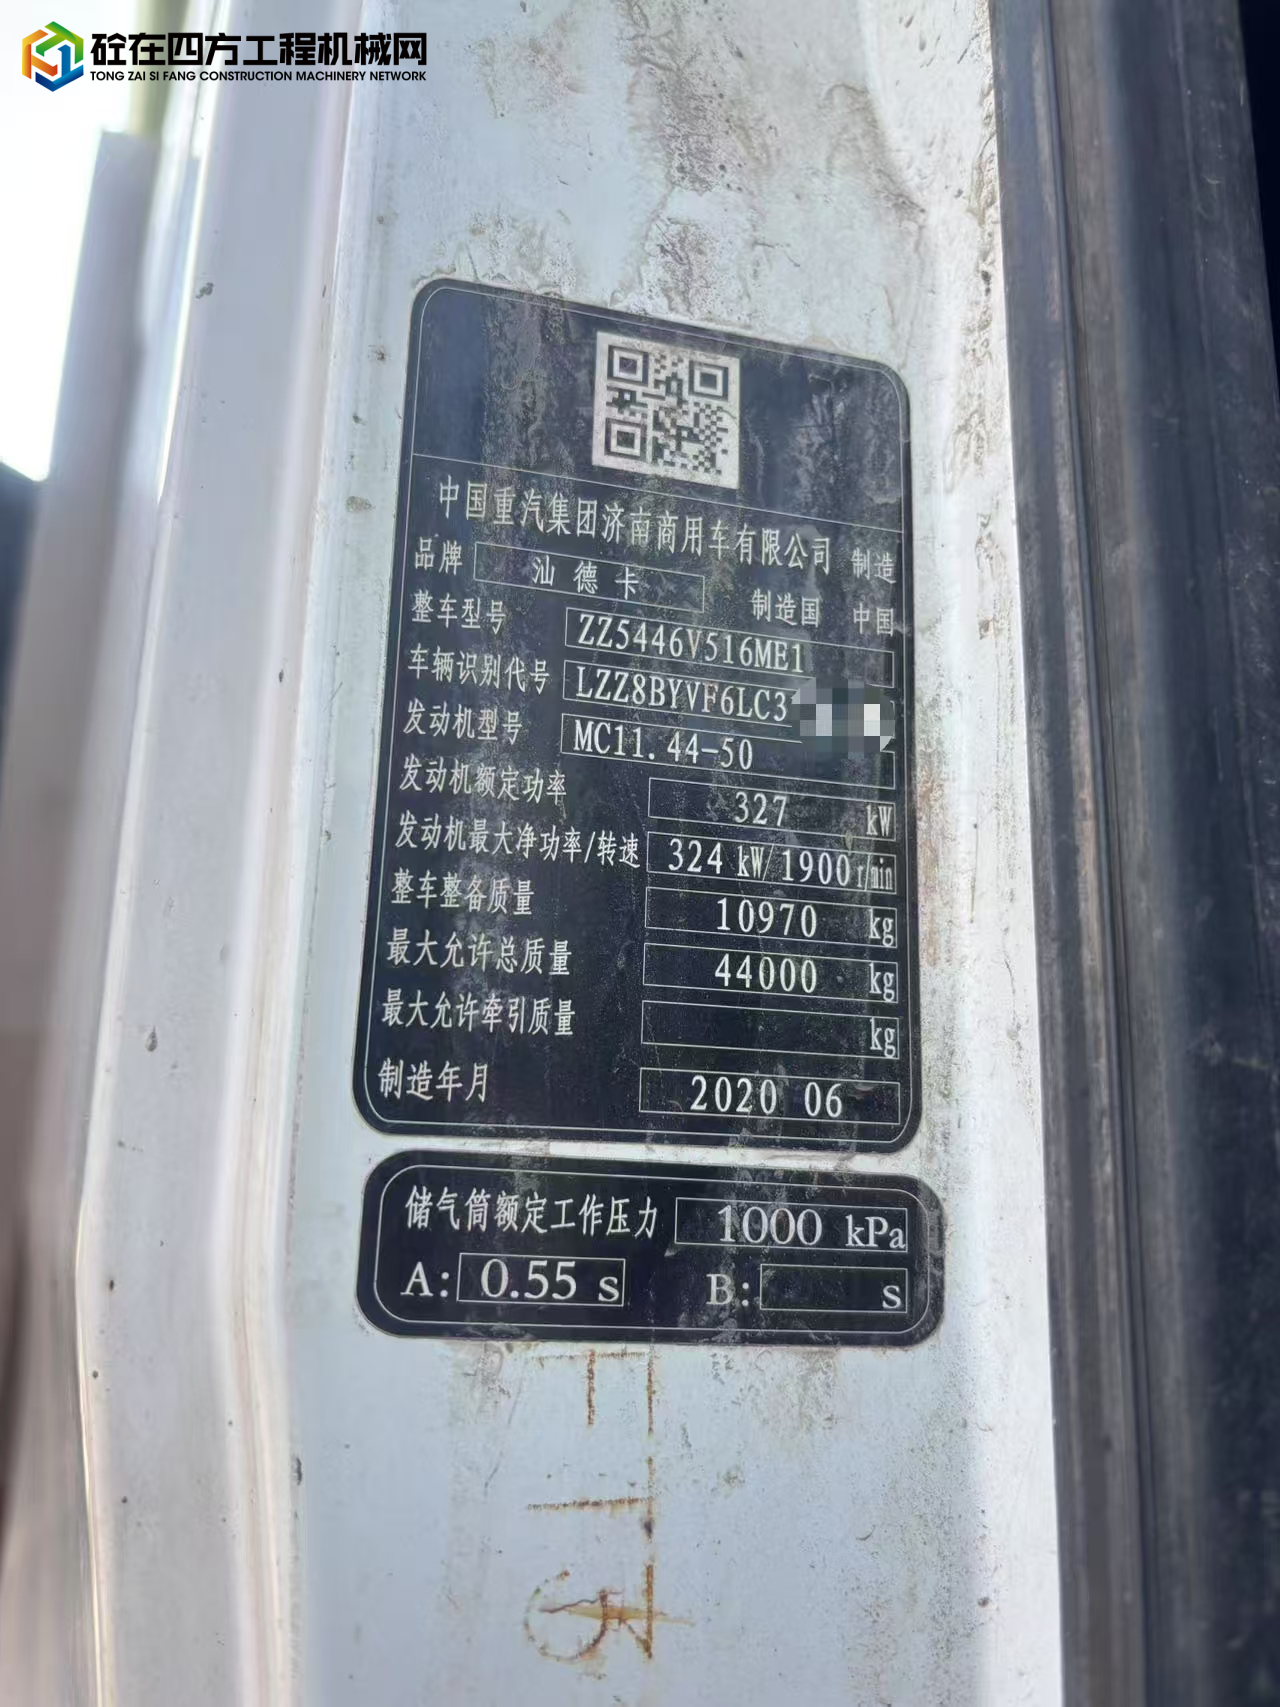 砼在四方工程机械网
TONG ZAI SI FANG CONSTRUCTION MACHINERY NETWORK
中国重汽集团济南商用车有限公司 制造
品牌 汕德卡 制造国 中国
整车型号 ZZ5446V516ME1
车辆识别代号 LZZ8BYVF6LC3
发动机型号 MC11.44-50
发动机额定功率 327 kW
发动机最大净功率/转速 324 kW/1900 r/min
整车整备质量 10970 kg
最大允许总质量 44000 kg
最大允许牵引质量 kg
制造年月 2020 06
储气筒额定工作压力 1000 kPa
A: 0.55 s B: s